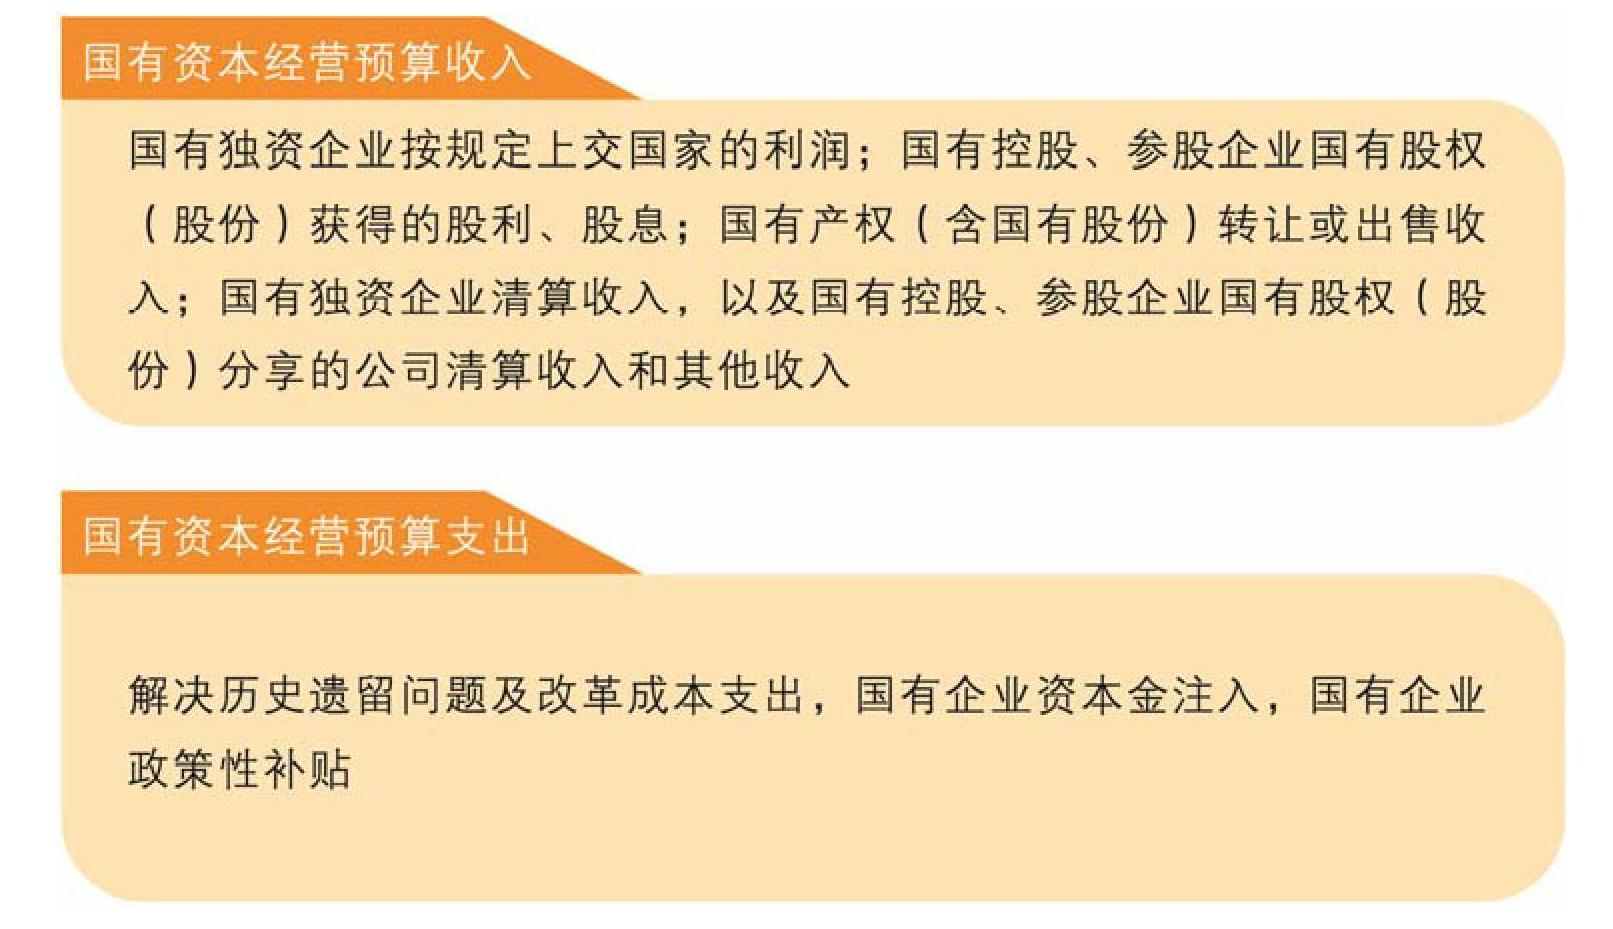 国有资本经营预算收入
国有独资企业按规定上交国家的利润；国有控股、参股企业国有股权
（股份）获得的股利、股息；国有产权（含国有股份）转让或出售收
入；国有独资企业清算收入，以及国有控股、参股企业国有股权（股
份）分享的公司清算收入和其他收入
国有资本经营预算支出
解决历史遗留问题及改革成本支出，国有企业资本金注入，国有企业
政策性补贴